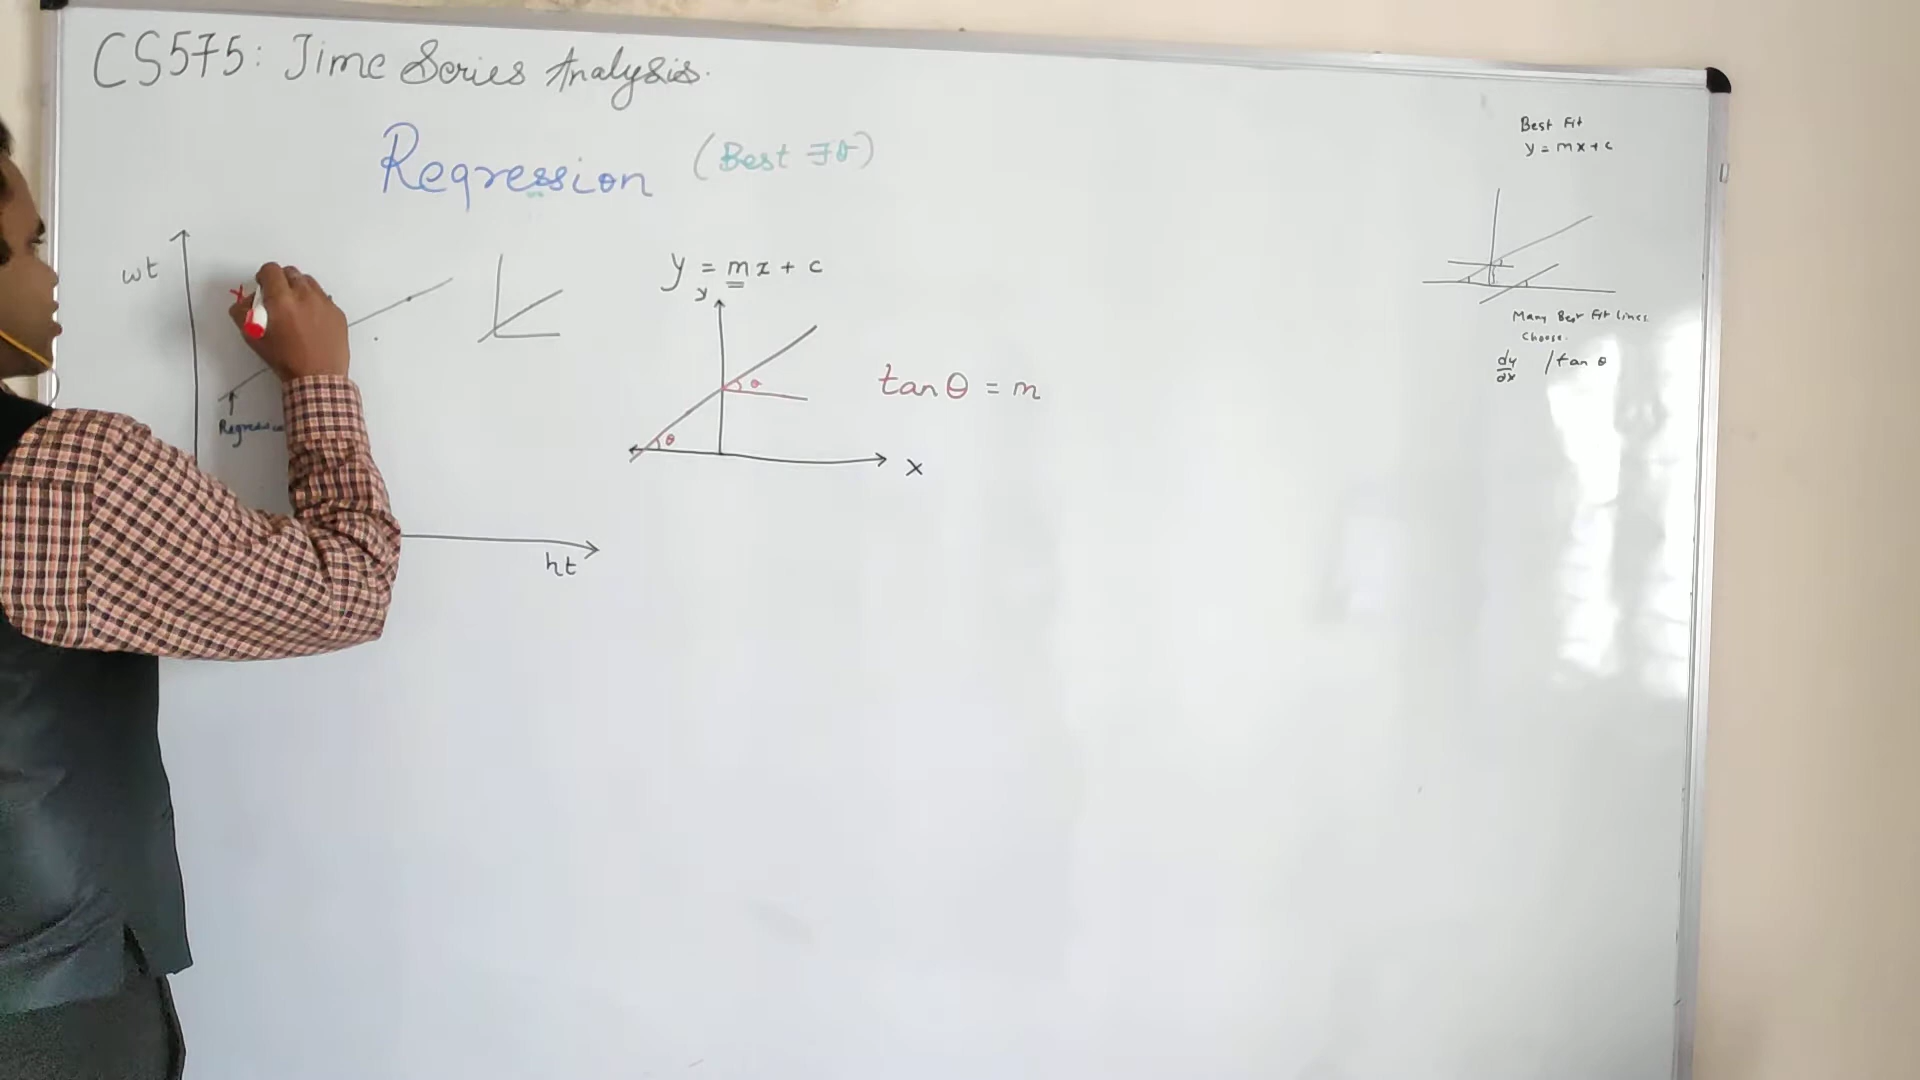 CS575: Time Series Analysis.
Regression (Best Fit)
wt
y = mx + c
y
θ
tan θ = m
θ
x
ht
Best Fit
y = mx + c
Many Best Fit lines
Choose.
dy/dx / tan θ